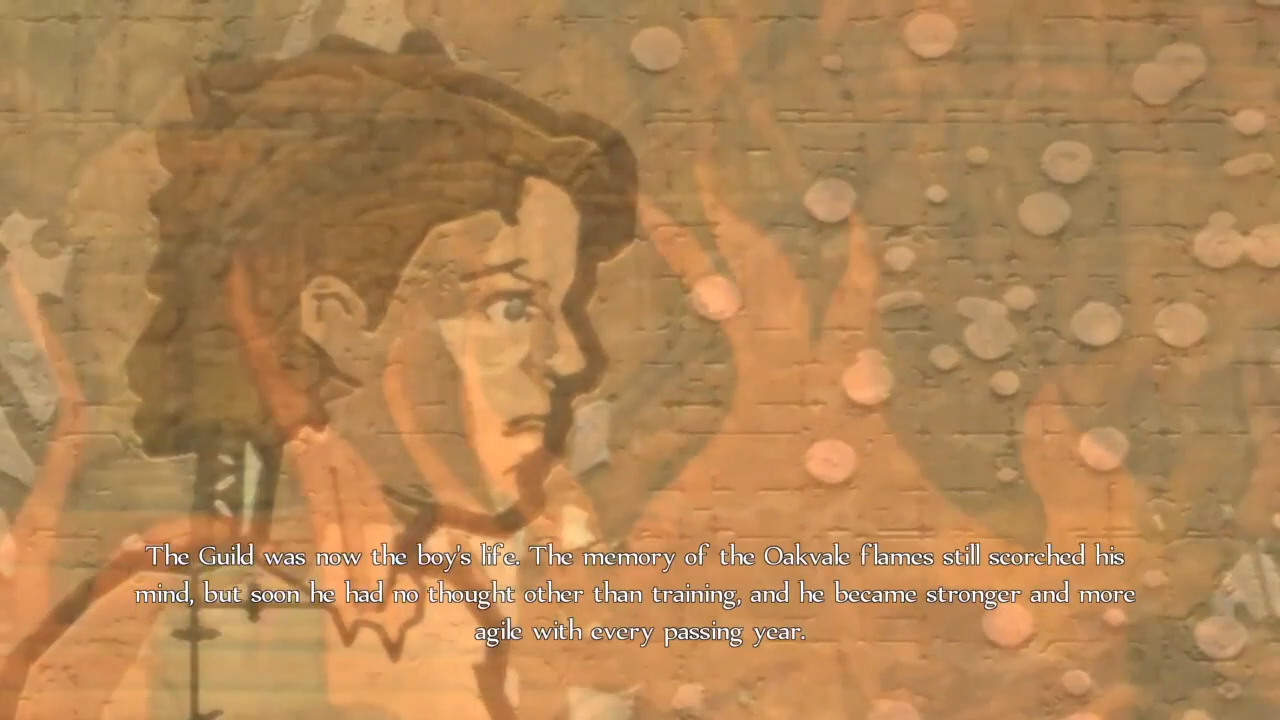 The Guild was now the boy's life. The memory of the Oakvale flames still scorched his
mind, but soon he had no thought other than training, and he became stronger and more
agile with every passing year.